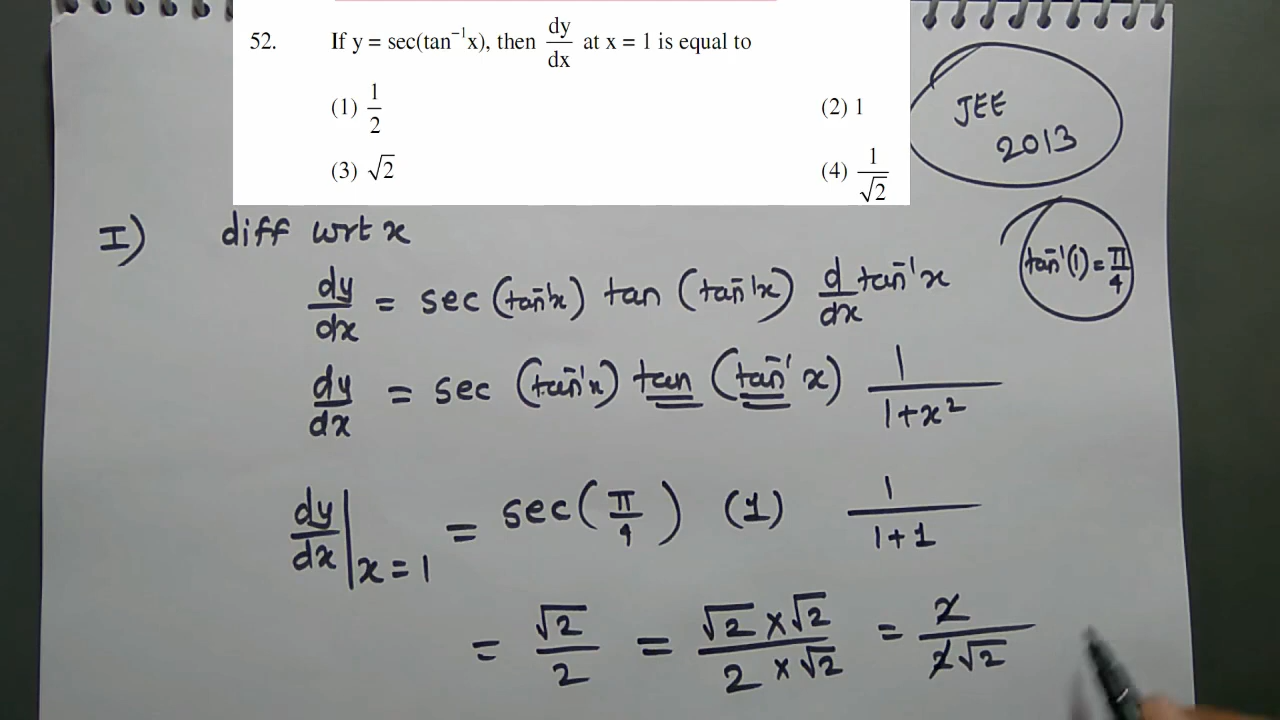 52. If y = sec(tan⁻¹x), then dy/dx at x = 1 is equal to
(1) 1/2 (2) 1
(3) √2 (4) 1/√2
JEE
2013
I) diff wrt x
tan⁻¹(1) = π/4
dy/dx = sec (tan⁻¹x) tan (tan⁻¹x) d/dx tan⁻¹x
dy/dx = sec (tan⁻¹x) tan (tan⁻¹ x) 1/(1+x²)
dy/dx|x=1 = sec(π/4) (1) 1/(1+1)
= √2/2 = (√2 × √2)/(2 × √2) = 2/(2√2)